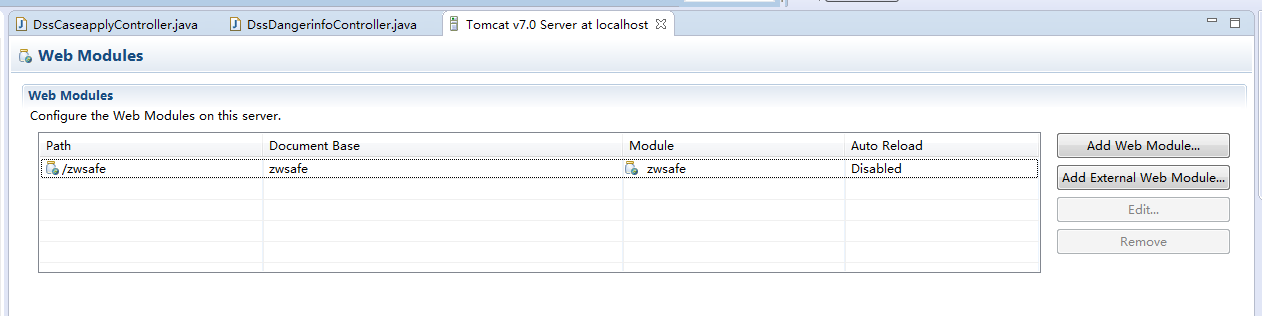 DssCaseapplyController.java DssDangerinfoController.java Tomcat v7.0 Server at localhost
Web Modules
Web Modules
Configure the Web Modules on this server.
Path Document Base Module Auto Reload
/zwsafe zwsafe zwsafe Disabled
Add Web Module...
Add External Web Module...
Edit...
Remove